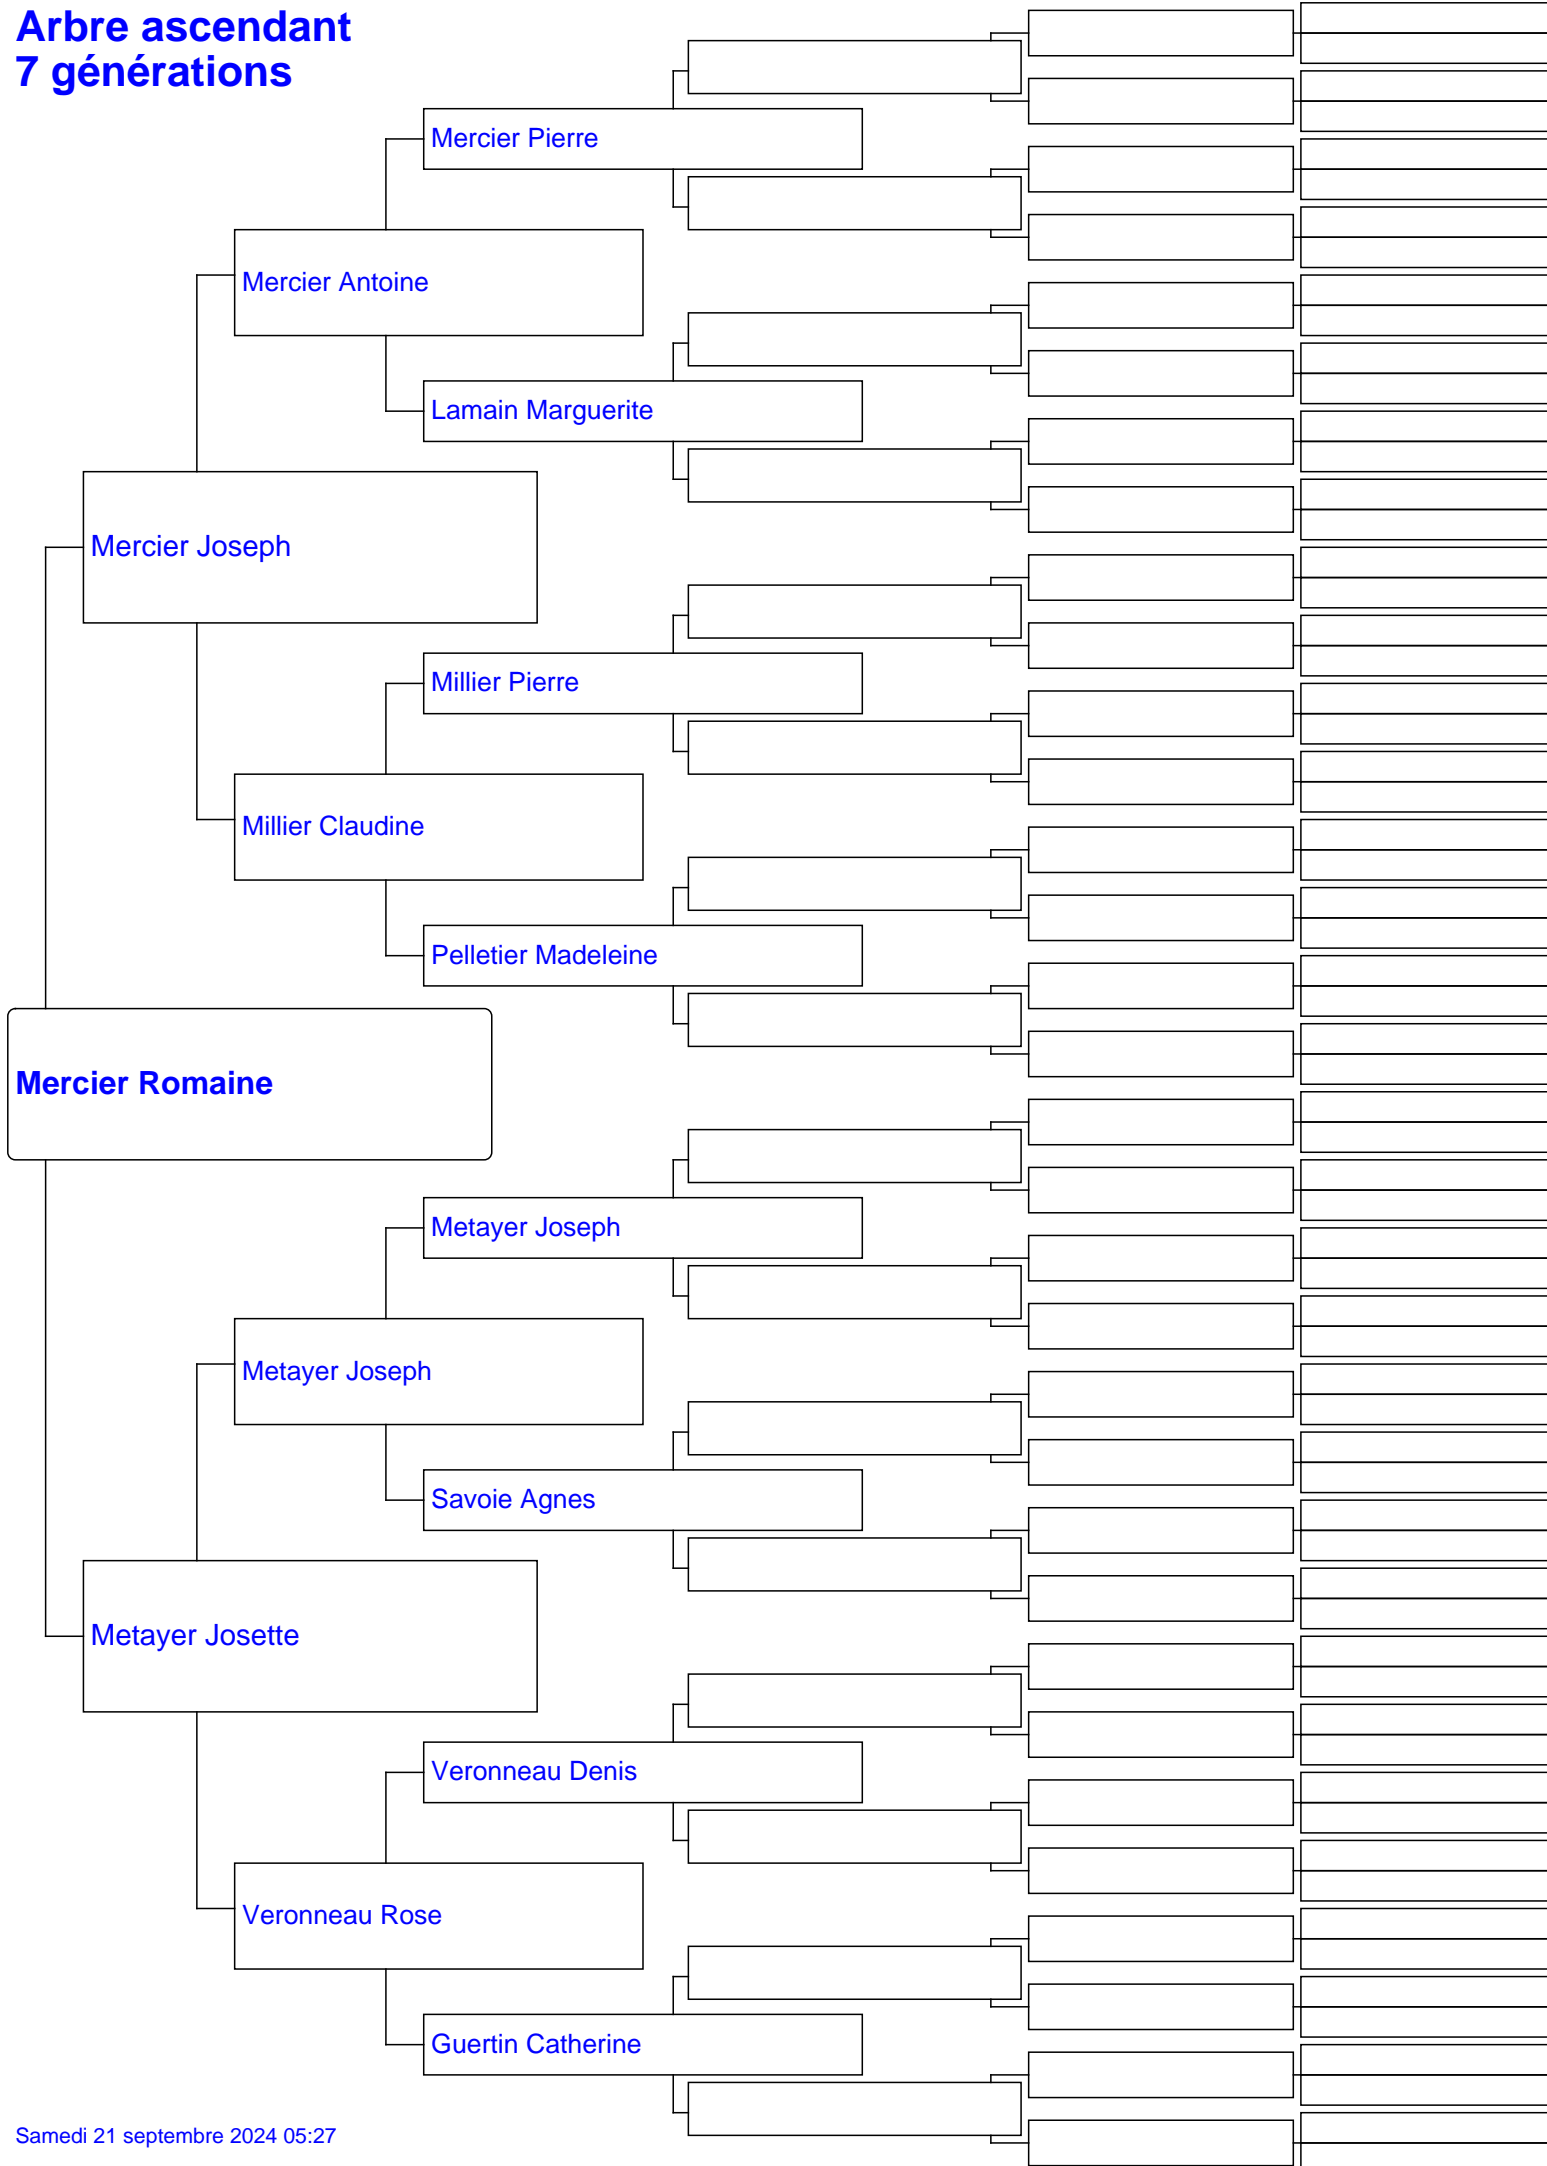 Arbre ascendant
7 générations
Mercier Pierre
Mercier Antoine
Lamain Marguerite
Mercier Joseph
Millier Pierre
Millier Claudine
Pelletier Madeleine
Mercier Romaine
Metayer Joseph
Metayer Joseph
Savoie Agnes
Metayer Josette
Veronneau Denis
Veronneau Rose
Guertin Catherine
Samedi 21 septembre 2024 05:27